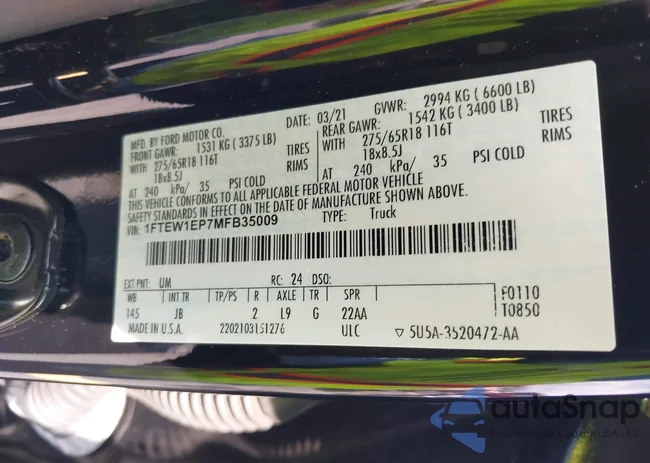 MFD. BY FORD MOTOR CO. DATE: 03/21 GVWR: 2994 KG ( 6600 LB)
FRONT GAWR: 1531 KG ( 3375 LB) REAR GAWR: 1542 KG ( 3400 LB)
WITH 275/65R18 116T TIRES WITH 275/65R18 116T TIRES
18x8.5J RIMS 18x8.5J RIMS
AT 240 kPa/ 35 PSI COLD AT 240 kPa/ 35 PSI COLD
THIS VEHICLE CONFORMS TO ALL APPLICABLE FEDERAL MOTOR VEHICLE
SAFETY STANDARDS IN EFFECT ON THE DATE OF MANUFACTURE SHOWN ABOVE.
VIN: 1FTEW1EP7MFB35009 TYPE: Truck
EXT PNT: UM RC: 24 DSO:
WB INT TR TP/PS R AXLE TR SPR F0110
145 JB 2 L9 G 22AA T0850
MADE IN U.S.A. 2202103151276 ULC ▽ 5U5A-3520472-AA
autoSnap